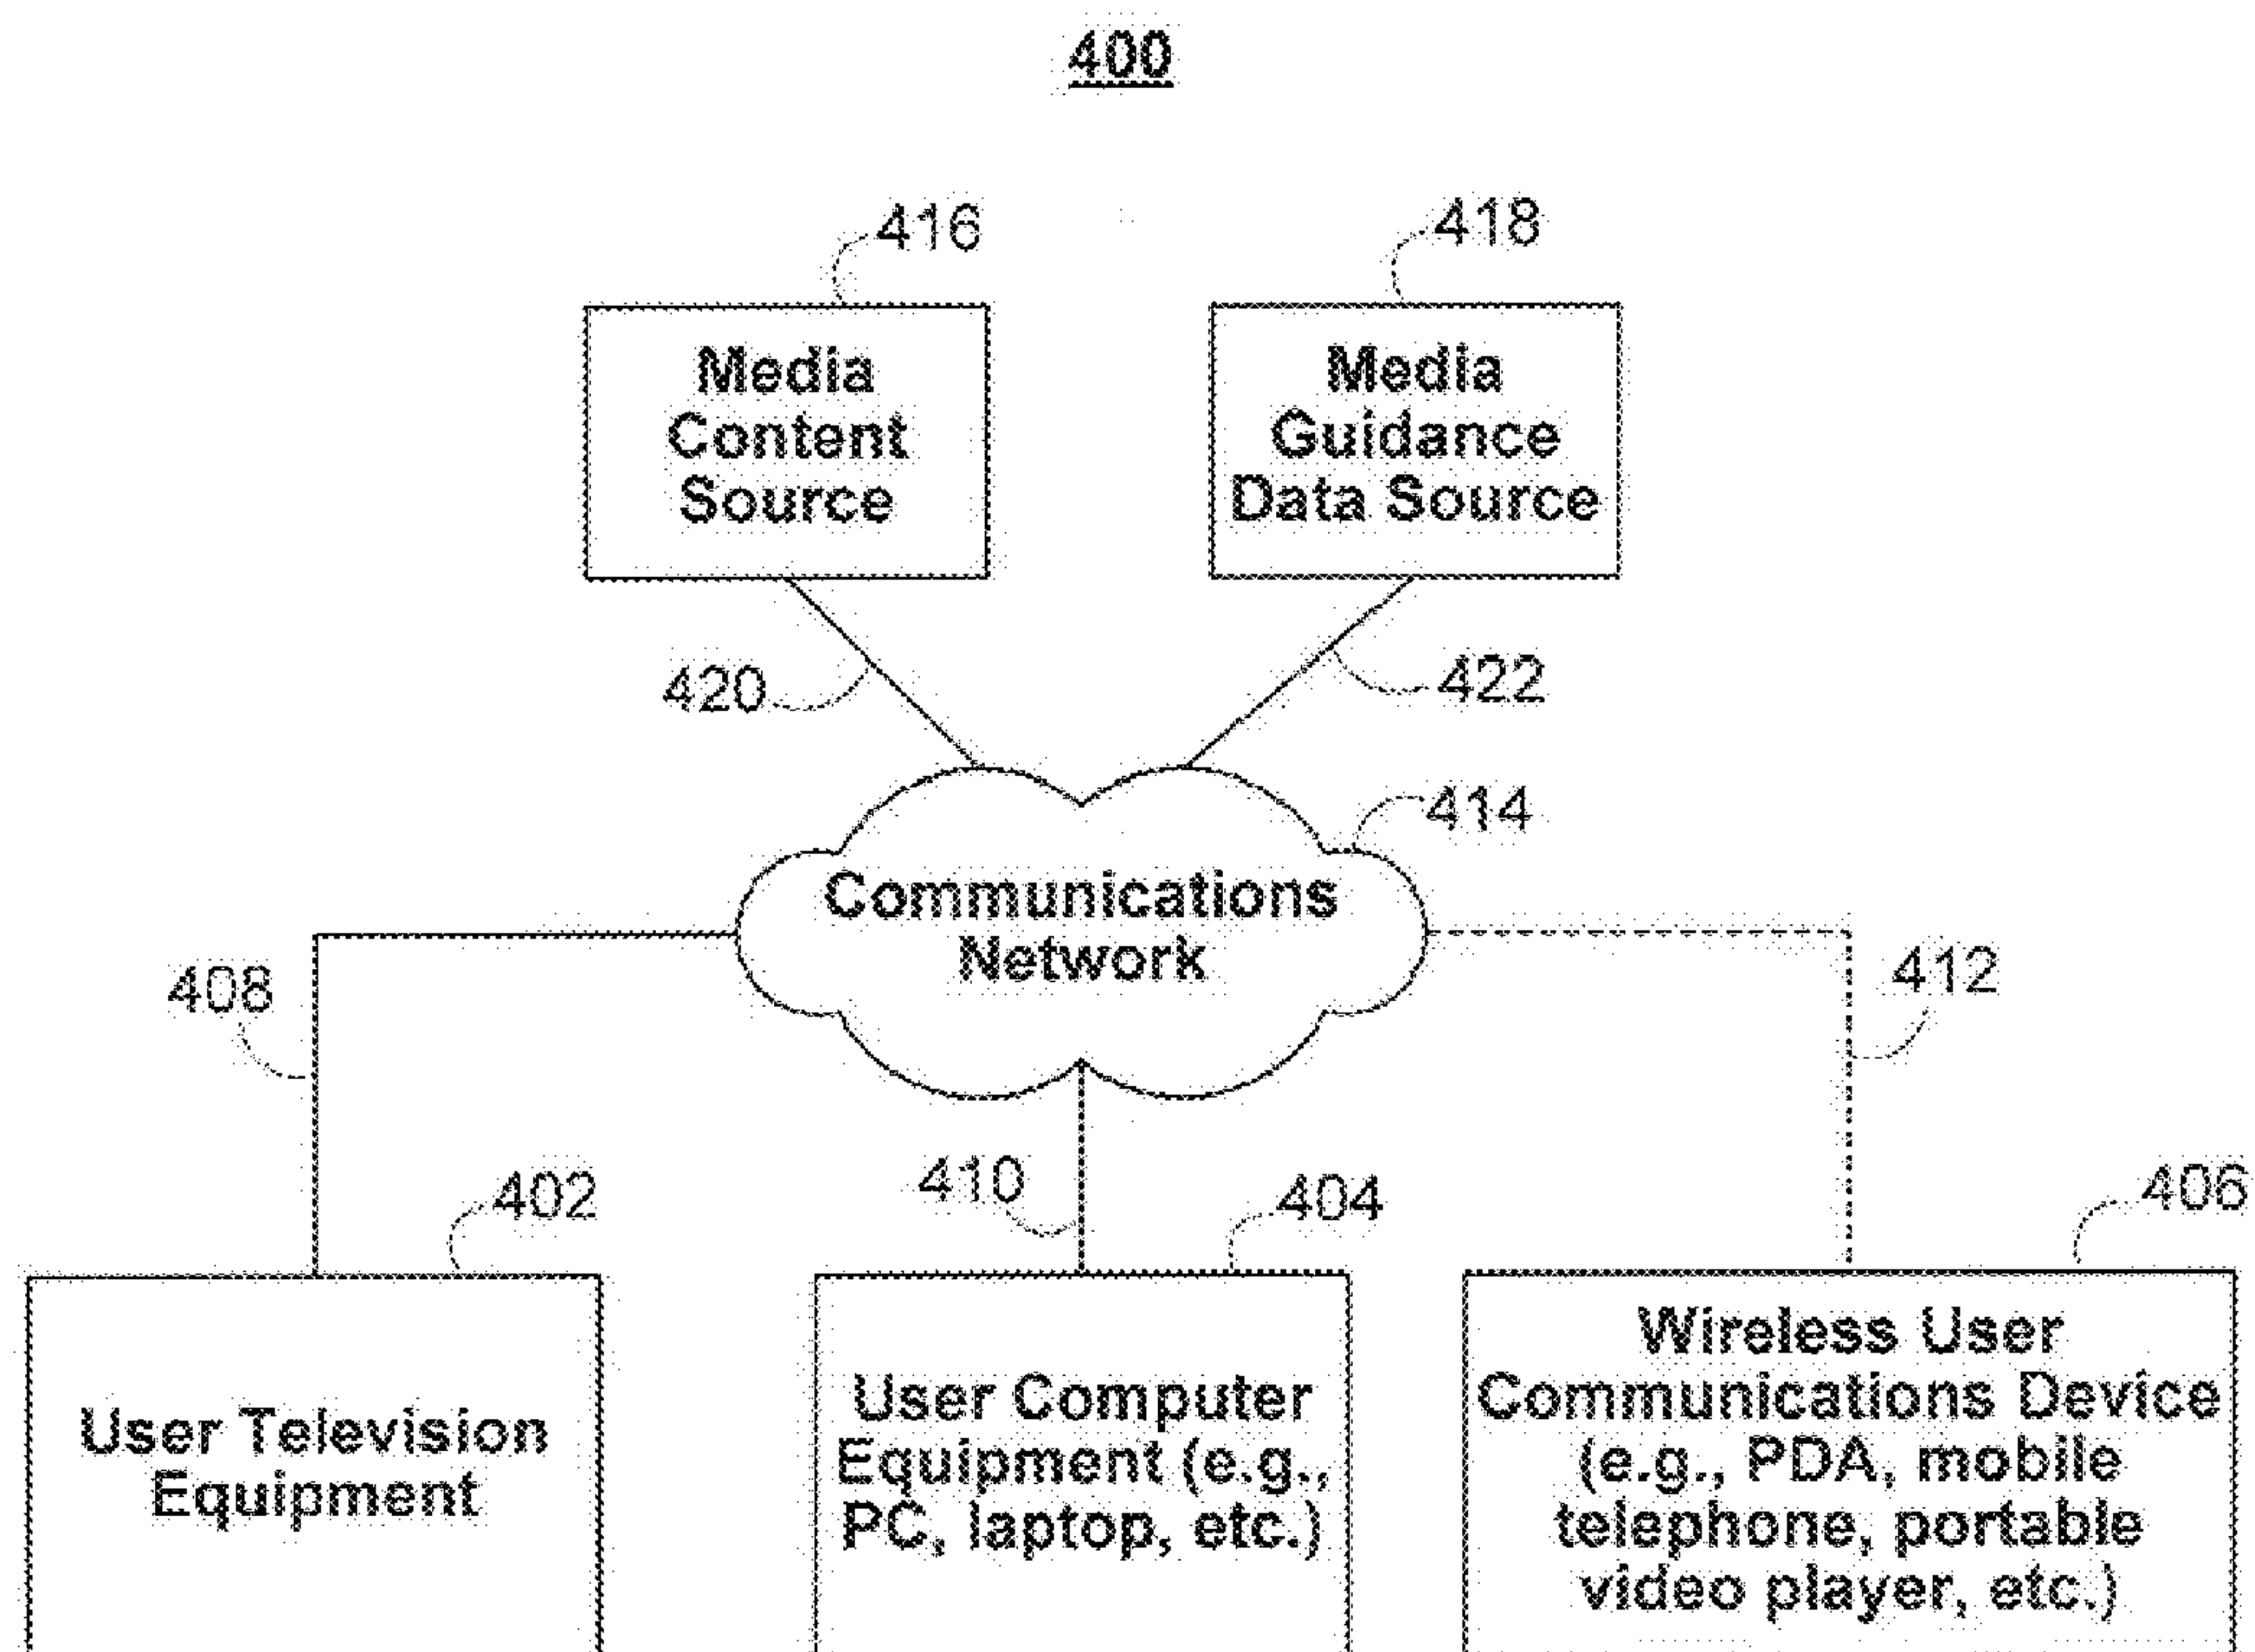 400
416
418
Media
Content
Source
Media
Guidance
Data Source
420
422
414
Communications
Network
408
412
410
402
404
406
User Television
Equipment
User Computer
Equipment (e.g.,
PC, laptop, etc.)
Wireless User
Communications Device
(e.g., PDA, mobile
telephone, portable
video player, etc.)